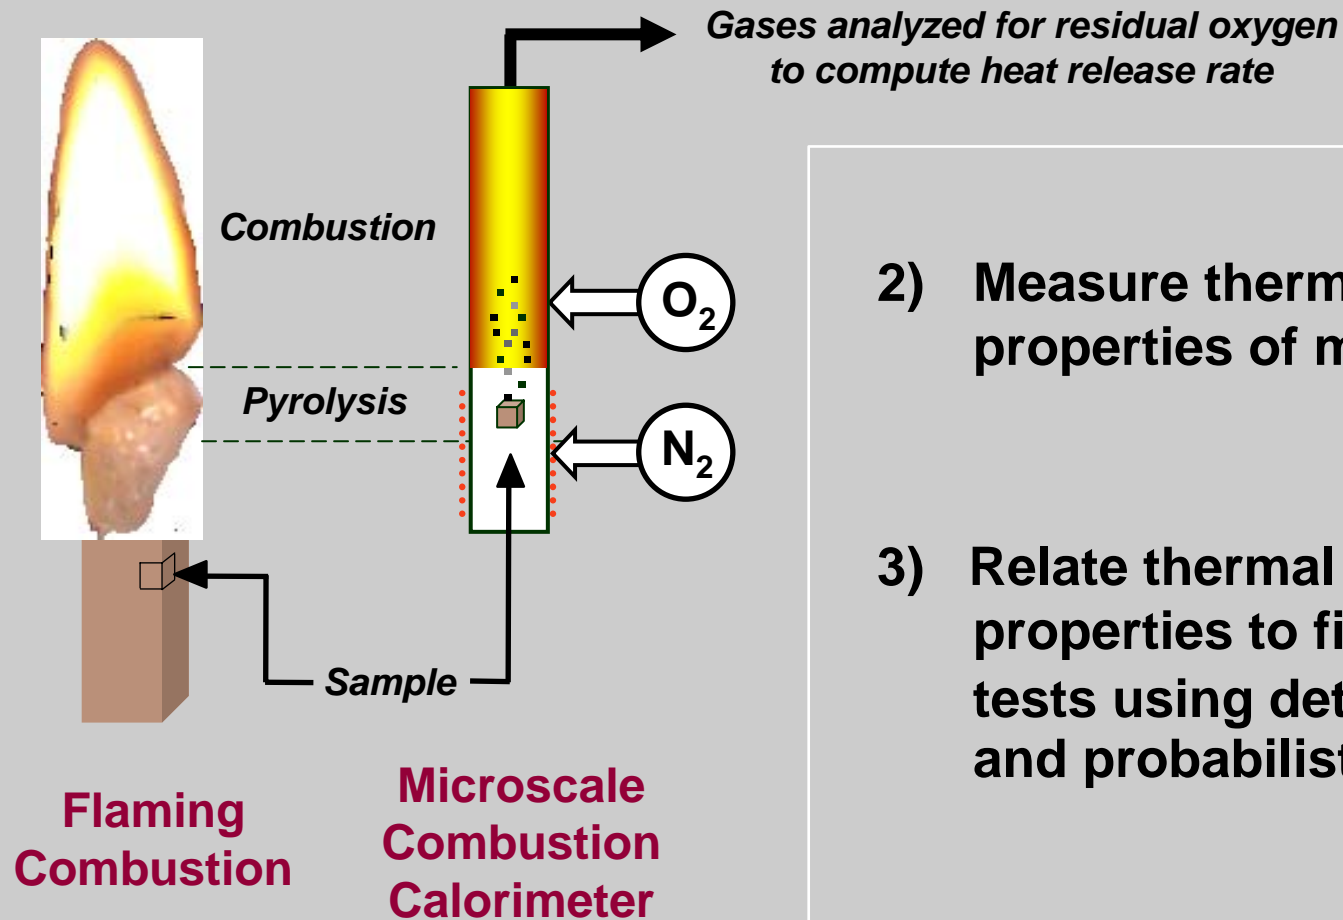 Gases analyzed for residual oxygen
to compute heat release rate
Combustion
O2
Pyrolysis
N2
Sample
Flaming
Combustion
Microscale
Combustion
Calorimeter
2) Measure therm
properties of m
3) Relate thermal
properties to fi
tests using det
and probabilist